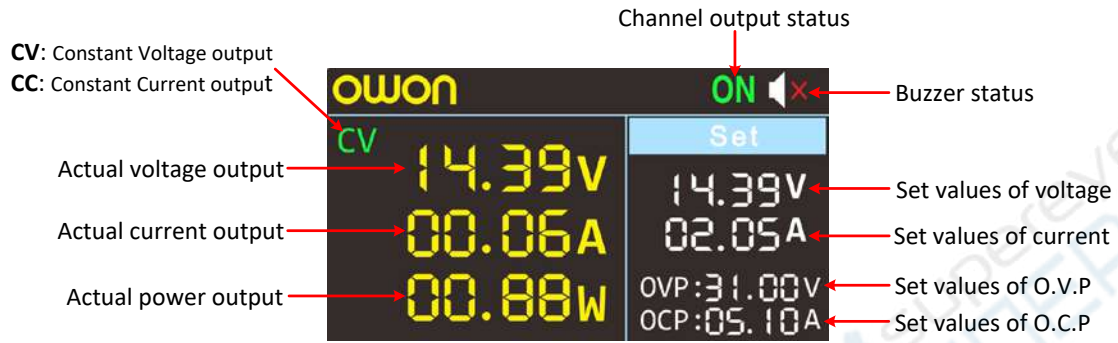 Channel output status
CV: Constant Voltage output
CC: Constant Current output
owon
ON
Buzzer status
CV
Set
Actual voltage output
14.39V
14.39V
Set values of voltage
Actual current output
00.06A
02.05A
Set values of current
Actual power output
00.88W
OVP:31.00V
Set values of O.V.P
OCP:05.10A
Set values of O.C.P